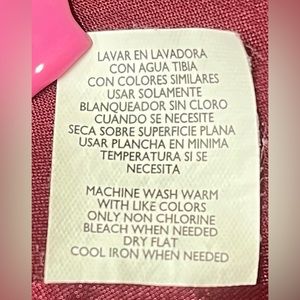 LAVAR EN LAVADORA
CON AGUA TIBIA
CON COLORES SIMILARES
USAR SOLAMENTE
BLANQUEADOR SIN CLORO
CUÁNDO SE NECESITE
SECA SOBRE SUPERFICIE PLANA
USAR PLANCHA EN MINIMA
TEMPERATURA SI SE
NECESITA
MACHINE WASH WARM
WITH LIKE COLORS
ONLY NON CHLORINE
BLEACH WHEN NEEDED
DRY FLAT
COOL IRON WHEN NEEDED